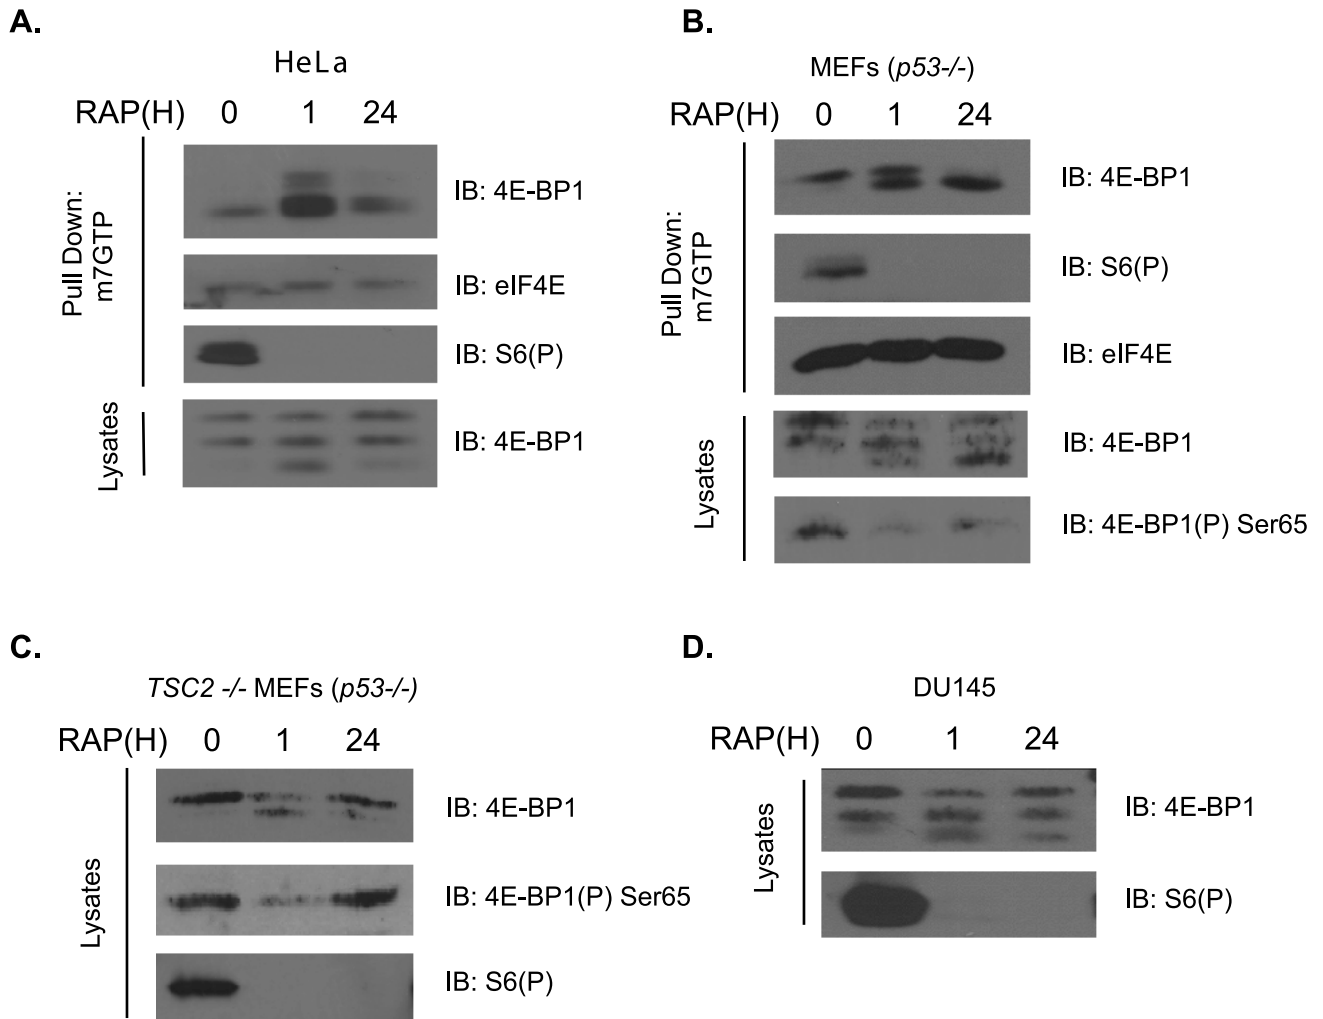 A.
HeLa
RAP(H) 0 1 24
Pull Down:
m7GTP
IB: 4E-BP1
IB: eIF4E
IB: S6(P)
Lysates
IB: 4E-BP1
B.
MEFs (p53-/-)
RAP(H) 0 1 24
Pull Down:
m7GTP
IB: 4E-BP1
IB: S6(P)
IB: eIF4E
Lysates
IB: 4E-BP1
IB: 4E-BP1(P) Ser65
C.
TSC2 -/- MEFs (p53-/-)
RAP(H) 0 1 24
Lysates
IB: 4E-BP1
IB: 4E-BP1(P) Ser65
IB: S6(P)
D.
DU145
RAP(H) 0 1 24
Lysates
IB: 4E-BP1
IB: S6(P)